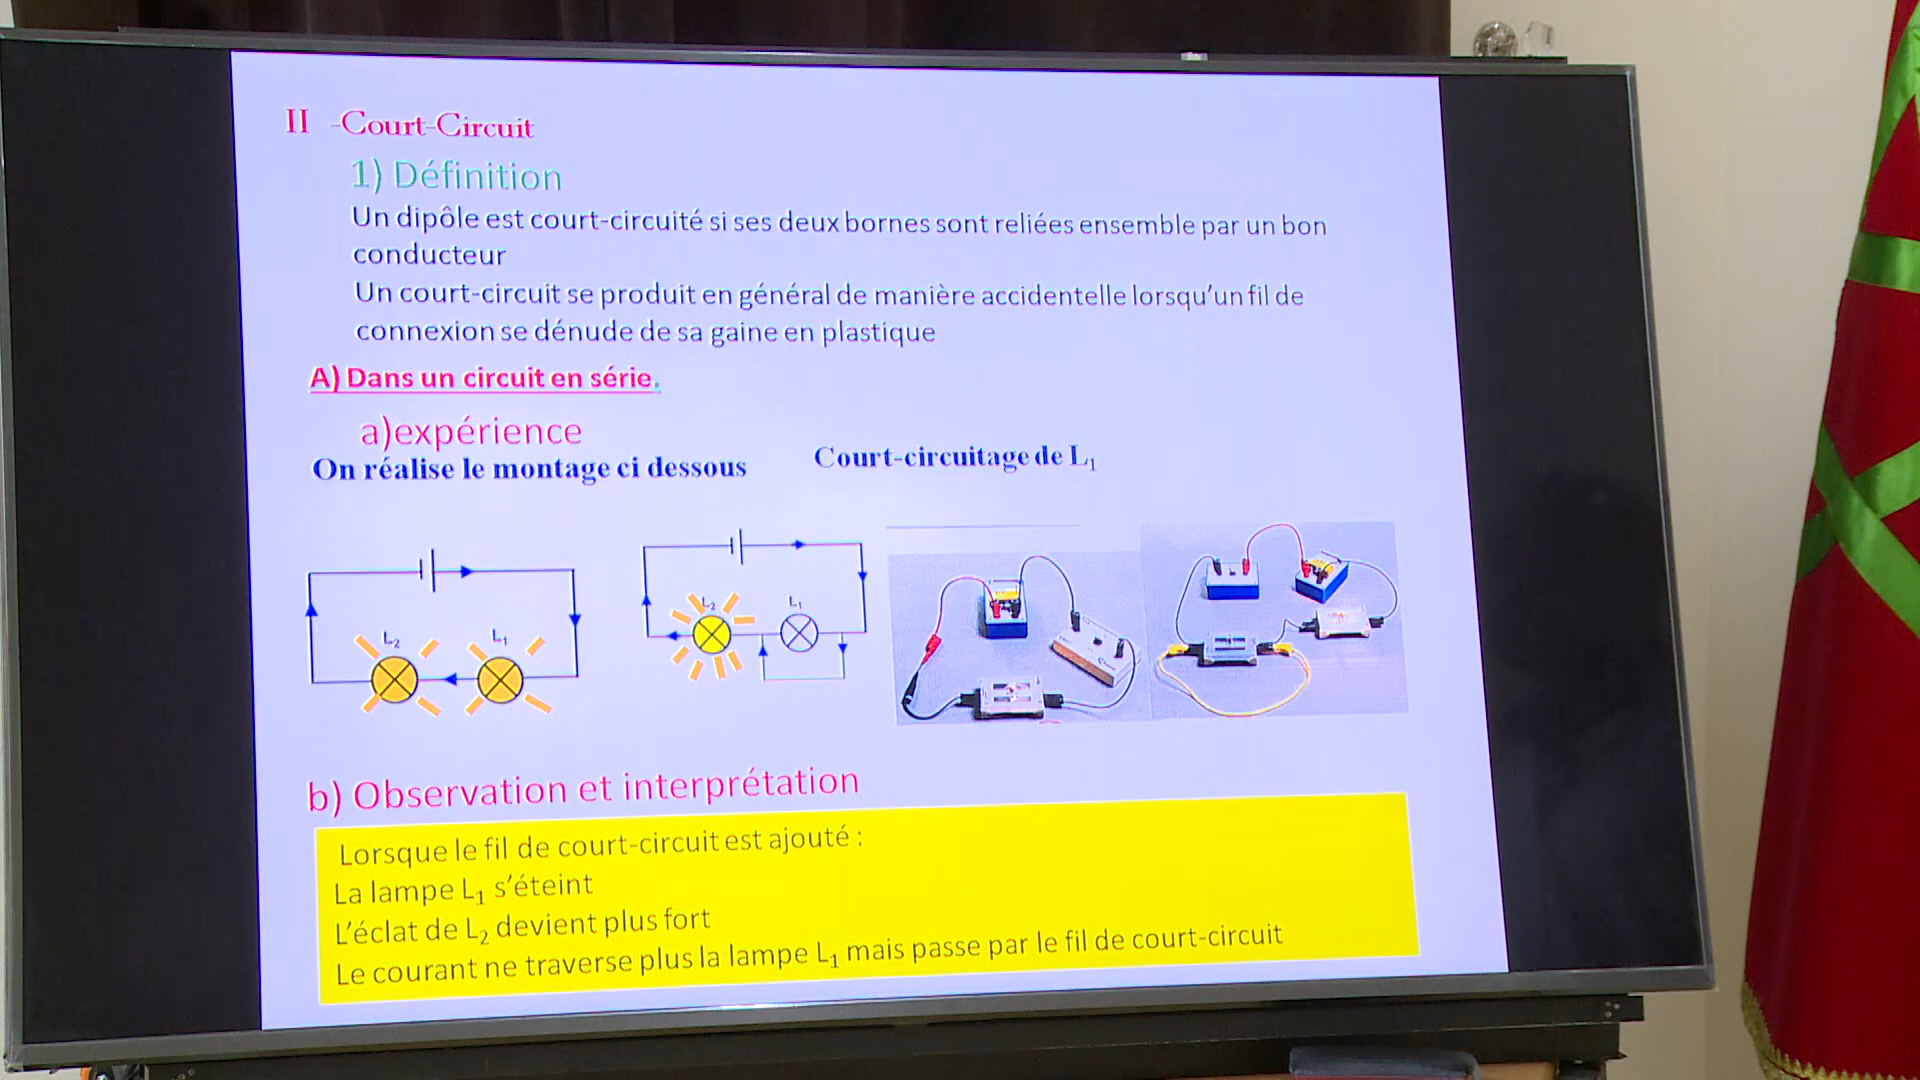 II -Court-Circuit
1) Définition
Un dipôle est court-circuité si ses deux bornes sont reliées ensemble par un bon
conducteur
Un court-circuit se produit en général de manière accidentelle lorsqu’un fil de
connexion se dénude de sa gaine en plastique
A) Dans un circuit en série.
a)expérience
On réalise le montage ci dessous
Court-circuitage de L₁
L₂
L₁
L₂
L₁
b) Observation et interprétation
Lorsque le fil de court-circuit est ajouté :
La lampe L₁ s’éteint
L’éclat de L₂ devient plus fort
Le courant ne traverse plus la lampe L₁ mais passe par le fil de court-circuit